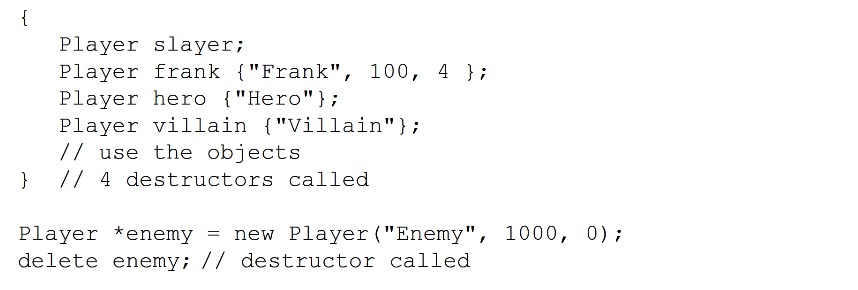 {
Player slayer;
Player frank {"Frank", 100, 4 };
Player hero {"Hero"};
Player villain {"Villain"};
// use the objects
} // 4 destructors called
Player *enemy = new Player("Enemy", 1000, 0);
delete enemy; // destructor called